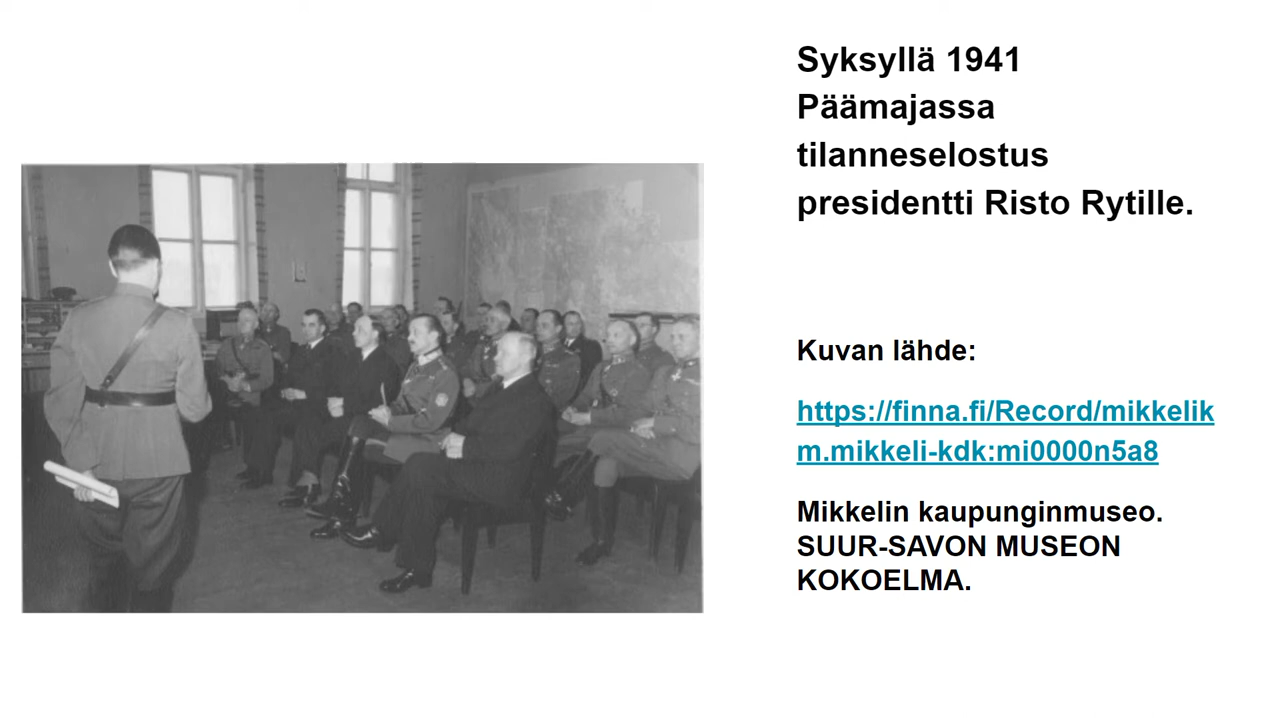 Syksyllä 1941
Päämajassa
tilanneselostus
presidentti Risto Rytille.
Kuvan lähde:
https://finna.fi/Record/mikkelik
m.mikkeli-kdk:mi0000n5a8
Mikkelin kaupunginmuseo.
SUUR-SAVON MUSEON
KOKOELMA.